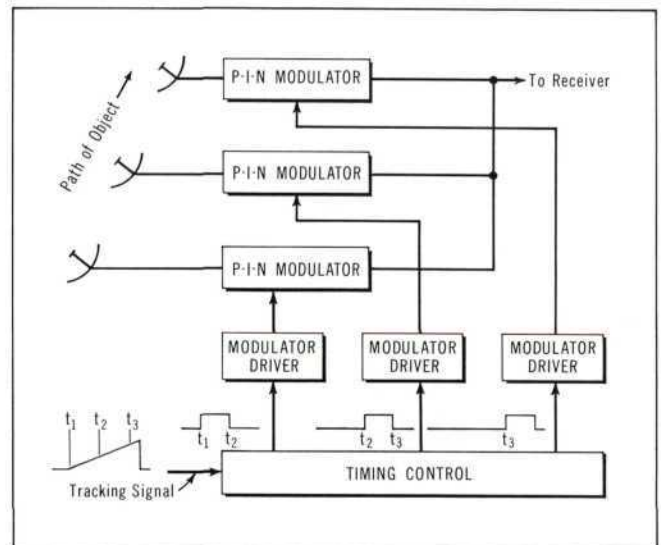 P-I-N MODULATOR
To Receiver
Path of Object
P-I-N MODULATOR
P-I-N MODULATOR
MODULATOR
DRIVER
MODULATOR
DRIVER
MODULATOR
DRIVER
t1
t2
t3
t1
t2
t2
t3
t3
TIMING CONTROL
Tracking Signal